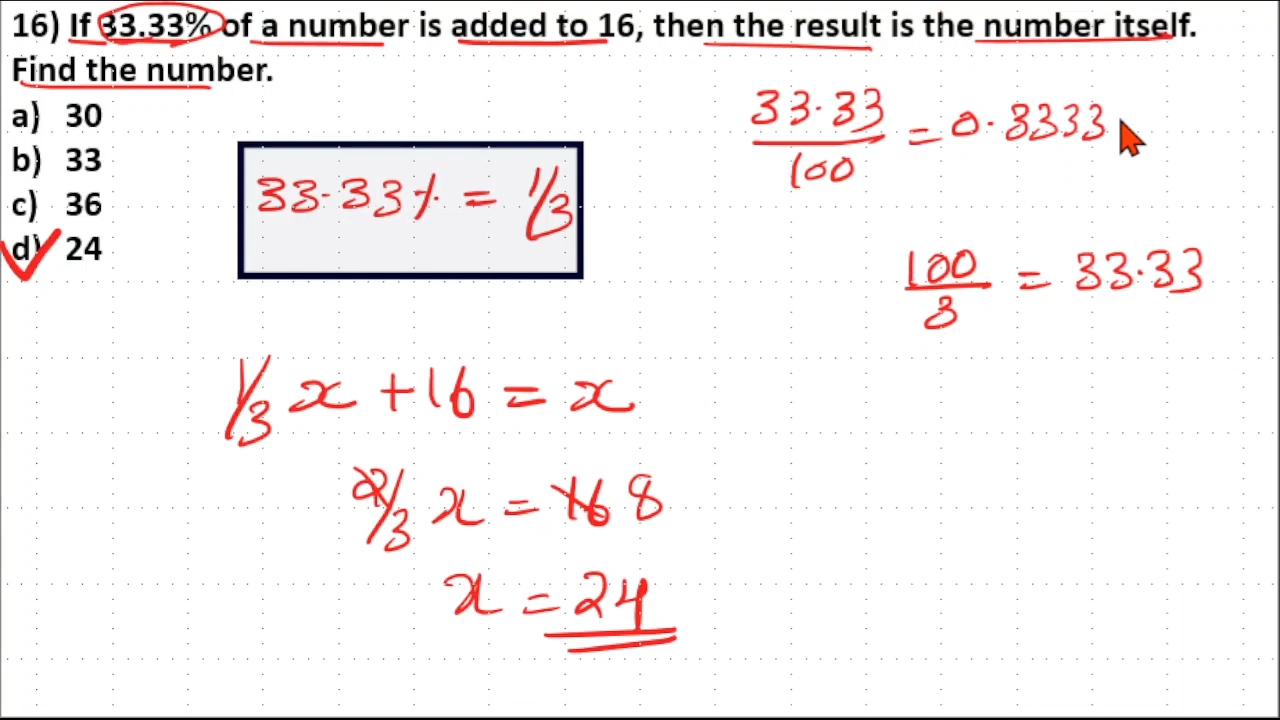 16) If 33.33% of a number is added to 16, then the result is the number itself.
Find the number.
a) 30
b) 33
c) 36
d) 24
33.33% = 1/3
33.33
100
= 0.3333
100
3
= 33.33
1/3 x + 16 = x
2/3 x = 16 8
x = 24